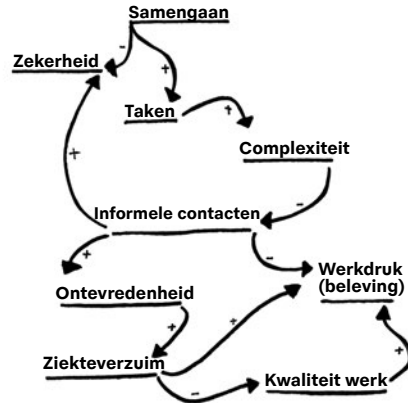 Samengaan
-
Zekerheid
+
Taken
+
Complexiteit
+
-
Informele contacten
+
-
Werkdruk
(beleving)
Ontevredenheid
+
+
Ziekteverzuim
-
Kwaliteit werk
+